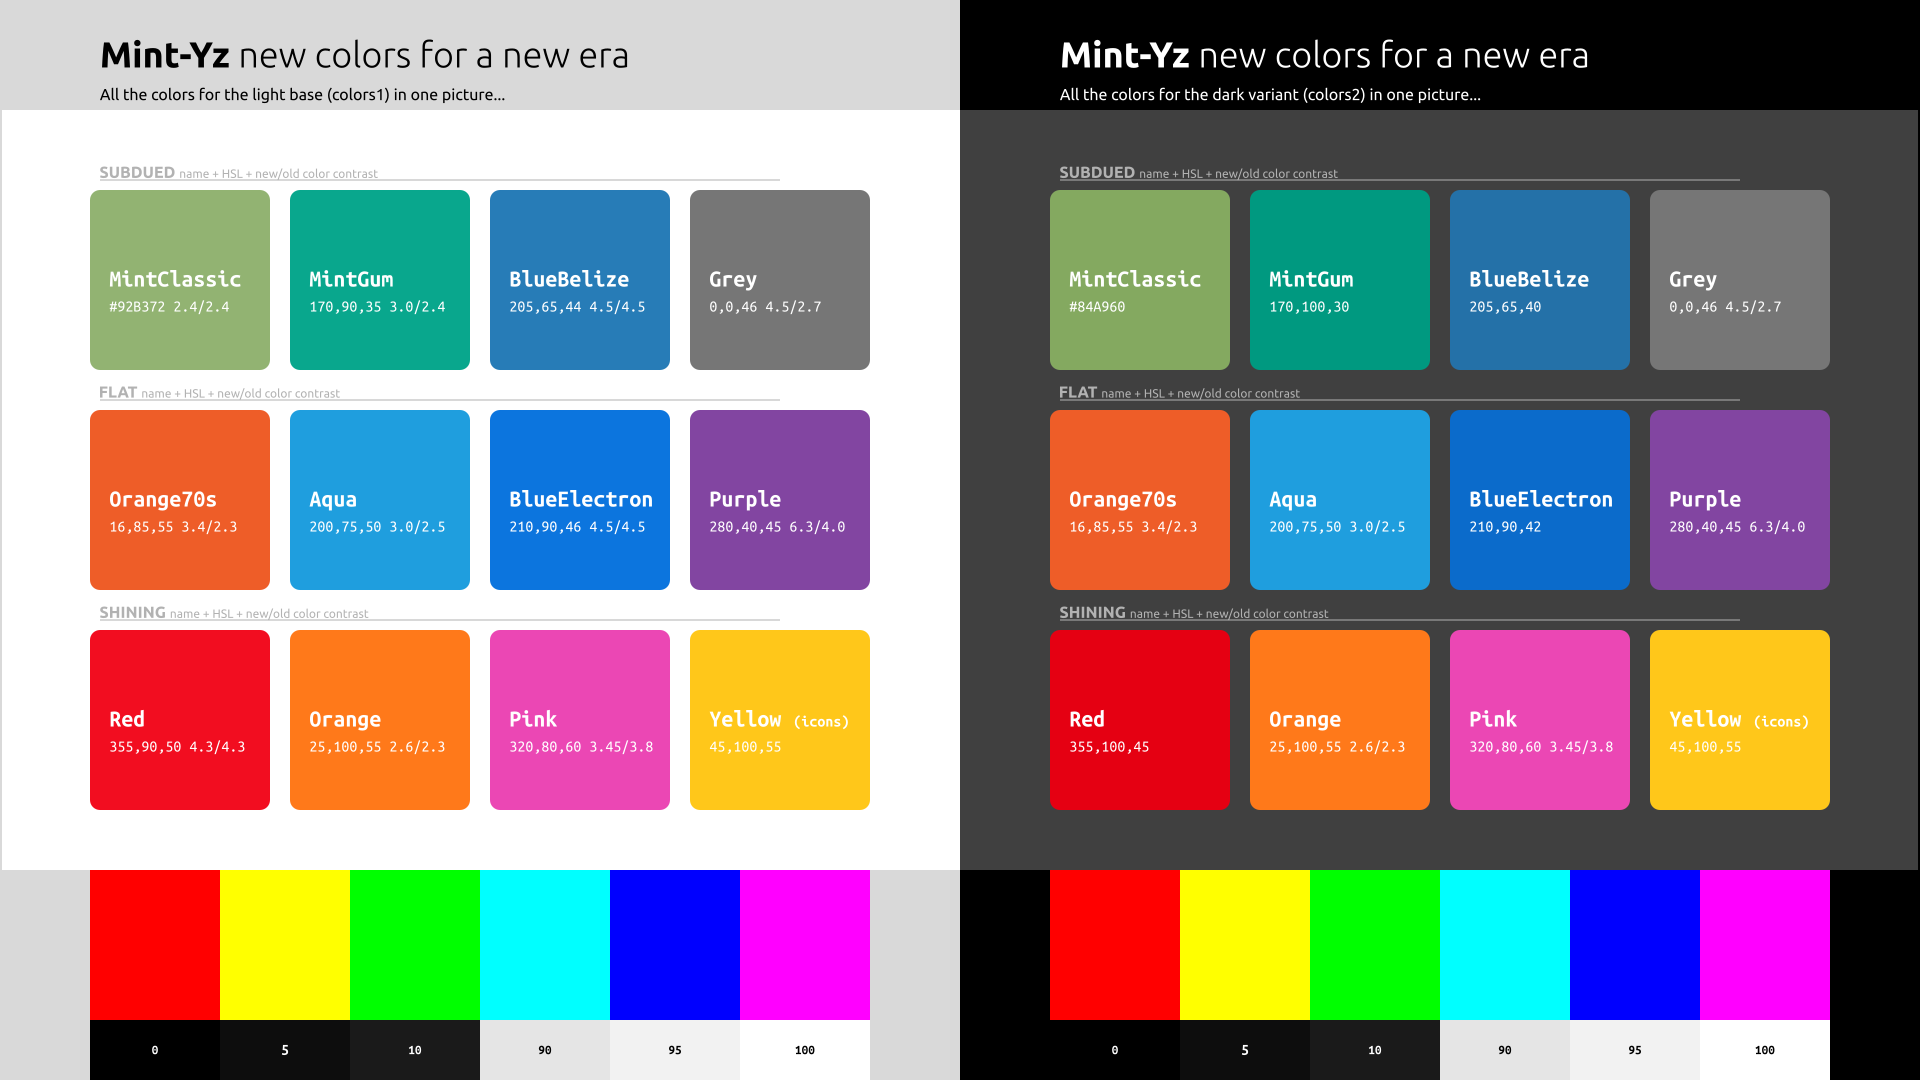 Mint-Yz new colors for a new era
All the colors for the light base (colors1) in one picture...
SUBDUED name + HSL + new/old color contrast
MintClassic
#92B372 2.4/2.4
MintGum
170,90,35 3.0/2.4
BlueBelize
205,65,44 4.5/4.5
Grey
0,0,46 4.5/2.7
FLAT name + HSL + new/old color contrast
Orange70s
16,85,55 3.4/2.3
Aqua
200,75,50 3.0/2.5
BlueElectron
210,90,46 4.5/4.5
Purple
280,40,45 6.3/4.0
SHINING name + HSL + new/old color contrast
Red
355,90,50 4.3/4.3
Orange
25,100,55 2.6/2.3
Pink
320,80,60 3.45/3.8
Yellow (icons)
45,100,55
0
5
10
90
95
100
Mint-Yz new colors for a new era
All the colors for the dark variant (colors2) in one picture...
SUBDUED name + HSL + new/old color contrast
MintClassic
#84A960
MintGum
170,100,30
BlueBelize
205,65,40
Grey
0,0,46 4.5/2.7
FLAT name + HSL + new/old color contrast
Orange70s
16,85,55 3.4/2.3
Aqua
200,75,50 3.0/2.5
BlueElectron
210,90,42
Purple
280,40,45 6.3/4.0
SHINING name + HSL + new/old color contrast
Red
355,100,45
Orange
25,100,55 2.6/2.3
Pink
320,80,60 3.45/3.8
Yellow (icons)
45,100,55
0
5
10
90
95
100